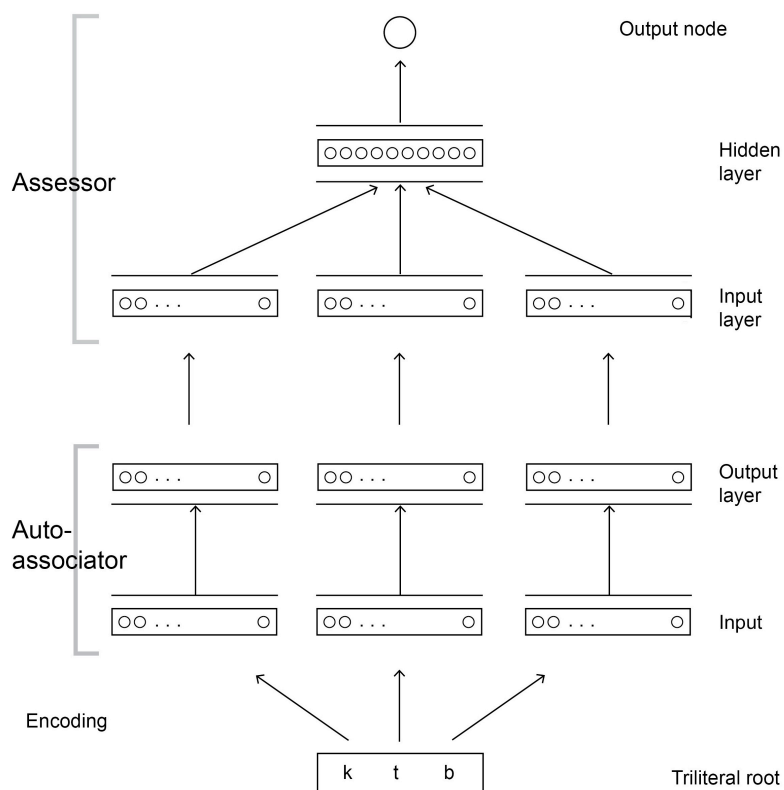 Output node
Hidden
layer
Assessor
Input
layer
. . .
. . .
. . .
Output
layer
. . .
. . .
. . .
Auto-
associator
Input
. . .
. . .
. . .
Encoding
k t b
Triliteral root